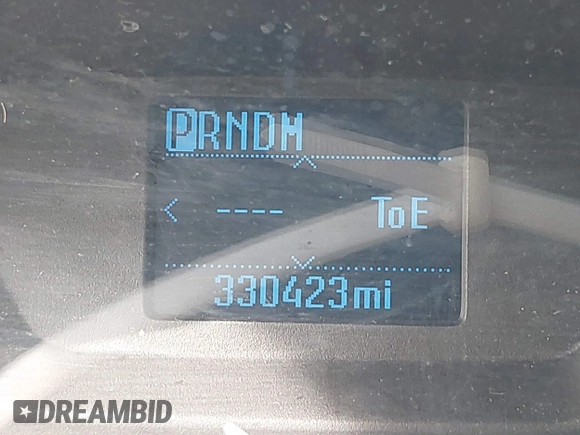 PRNDM
< ---- To E
330423mi
DREAMBID